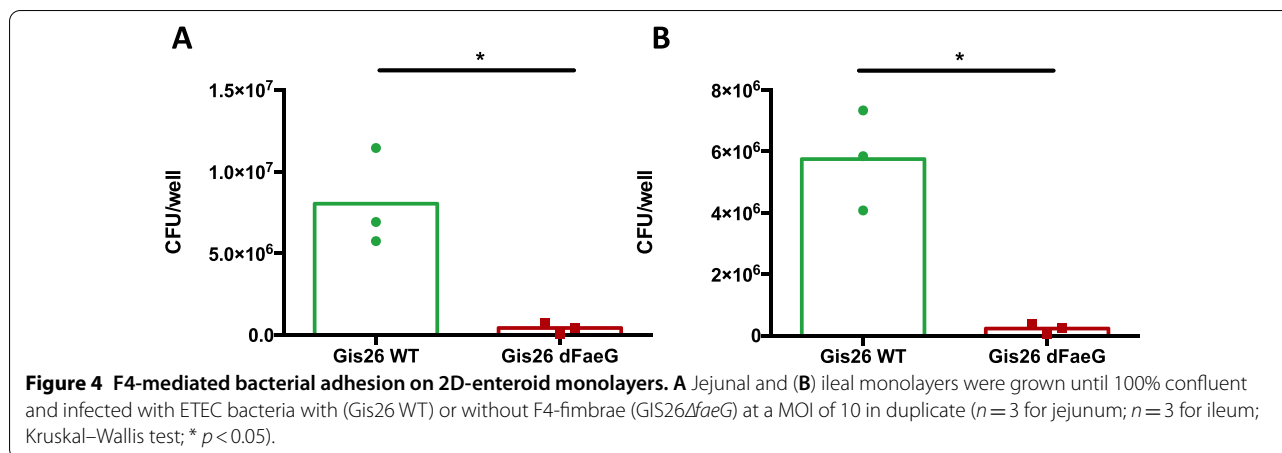 A
*
1.5×10⁷
1.0×10⁷
5.0×10⁶
0.0
CFU/well
Gis26 WT
Gis26 dFaeG
B
*
8×10⁶
6×10⁶
4×10⁶
2×10⁶
0
CFU/well
Gis26 WT
Gis26 dFaeG
Figure 4 F4-mediated bacterial adhesion on 2D-enteroid monolayers. A Jejunal and (B) ileal monolayers were grown until 100% confluent
and infected with ETEC bacteria with (Gis26 WT) or without F4-fimbrae (GIS26ΔfaeG) at a MOI of 10 in duplicate (n = 3 for jejunum; n = 3 for ileum;
Kruskal–Wallis test; * p < 0.05).